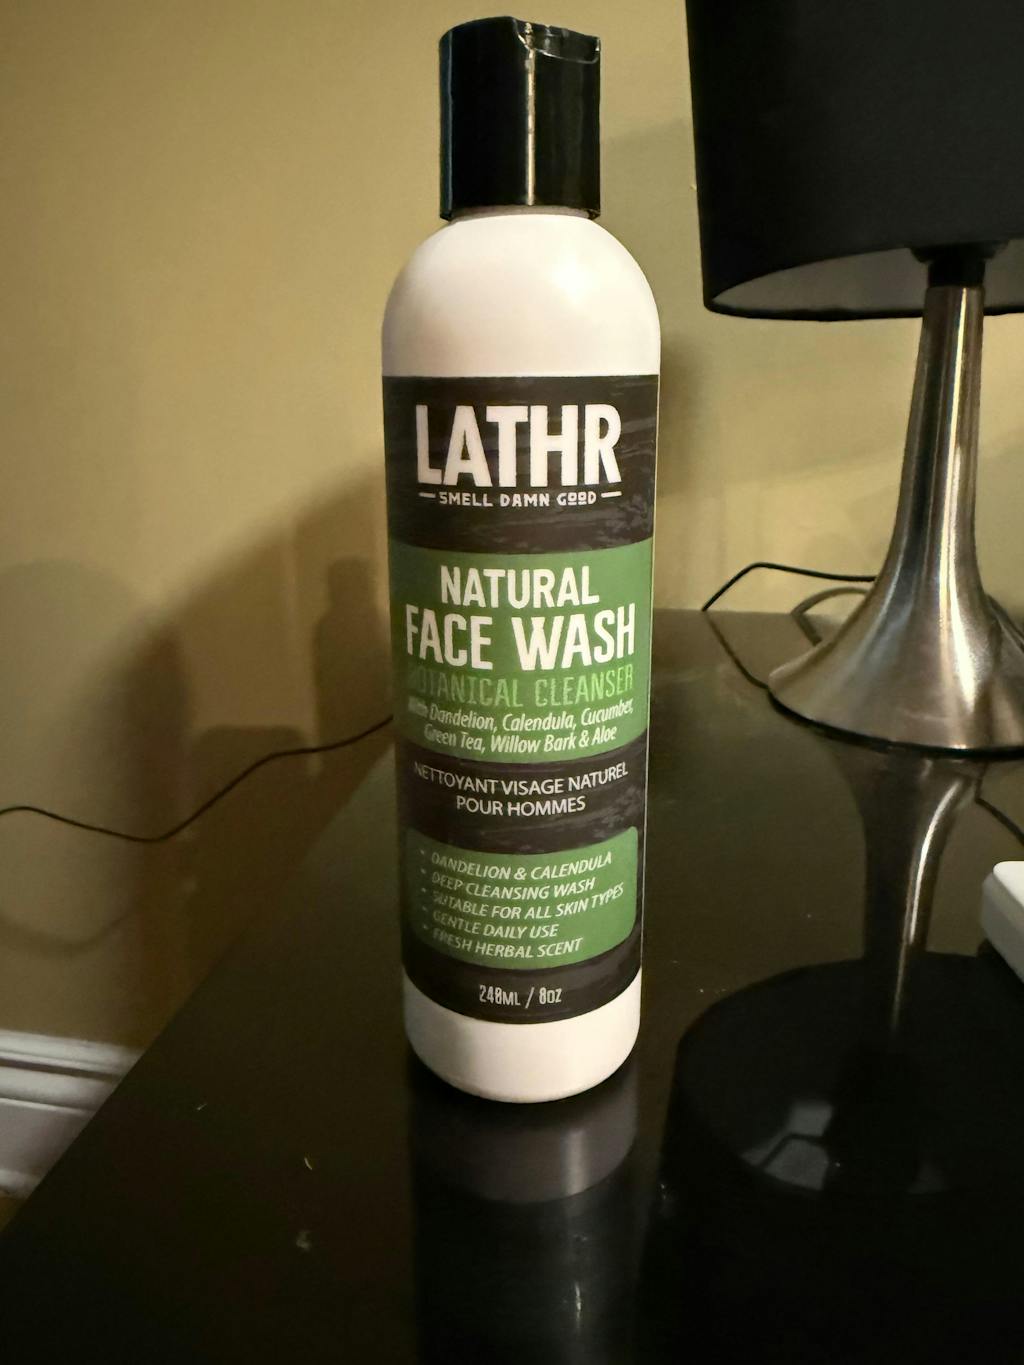 LATHR
SMELL DAMN GOOD
NATURAL
FACE WASH
BOTANICAL CLEANSER
With Dandelion, Calendula, Cucumber,
Green Tea, Willow Bark & Aloe
NETTOYANT VISAGE NATUREL
POUR HOMMES
- DANDELION & CALENDULA
- DEEP CLEANSING WASH
- SUITABLE FOR ALL SKIN TYPES
- GENTLE DAILY USE
- FRESH HERBAL SCENT
240ML / 8OZ